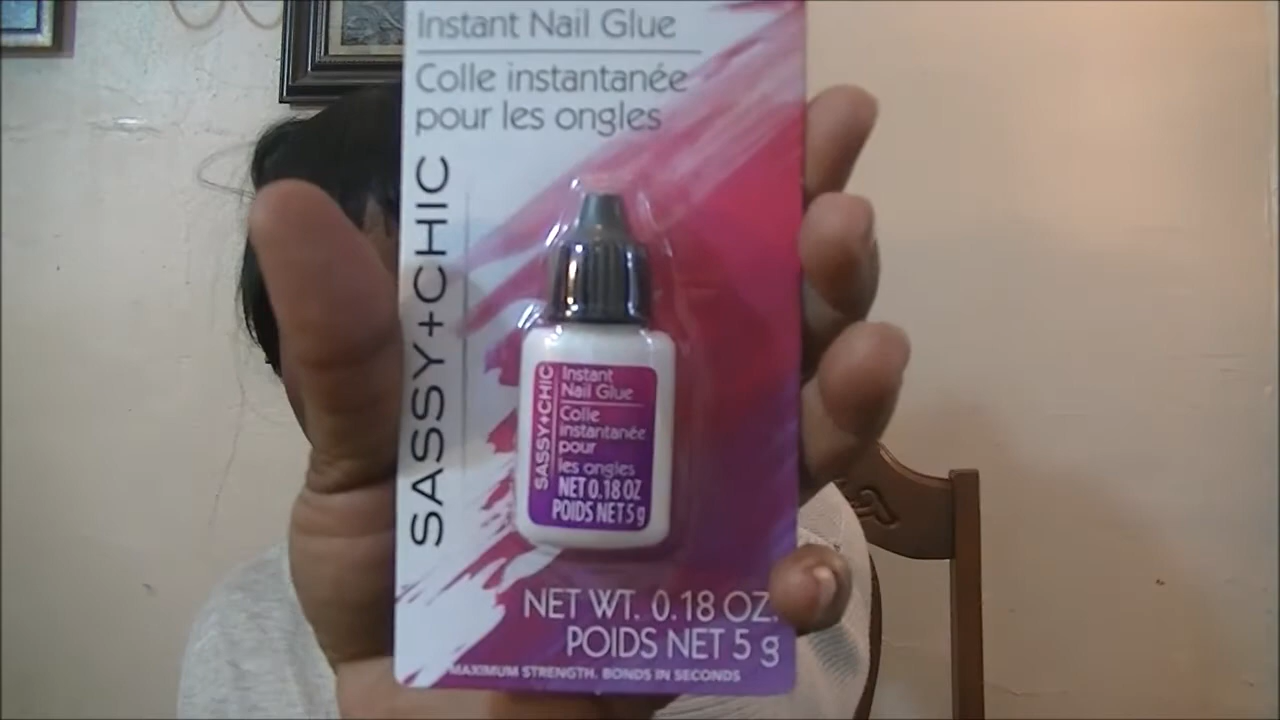 Instant Nail Glue
Colle instantanée
pour les ongles
SASSY+CHIC
SASSY+CHIC
Instant
Nail Glue
Colle
instantanée
pour
les ongles
NET 0.18 OZ
POIDS NET 5 g
NET WT. 0.18 OZ.
POIDS NET 5 g
MAXIMUM STRENGTH. BONDS IN SECONDS